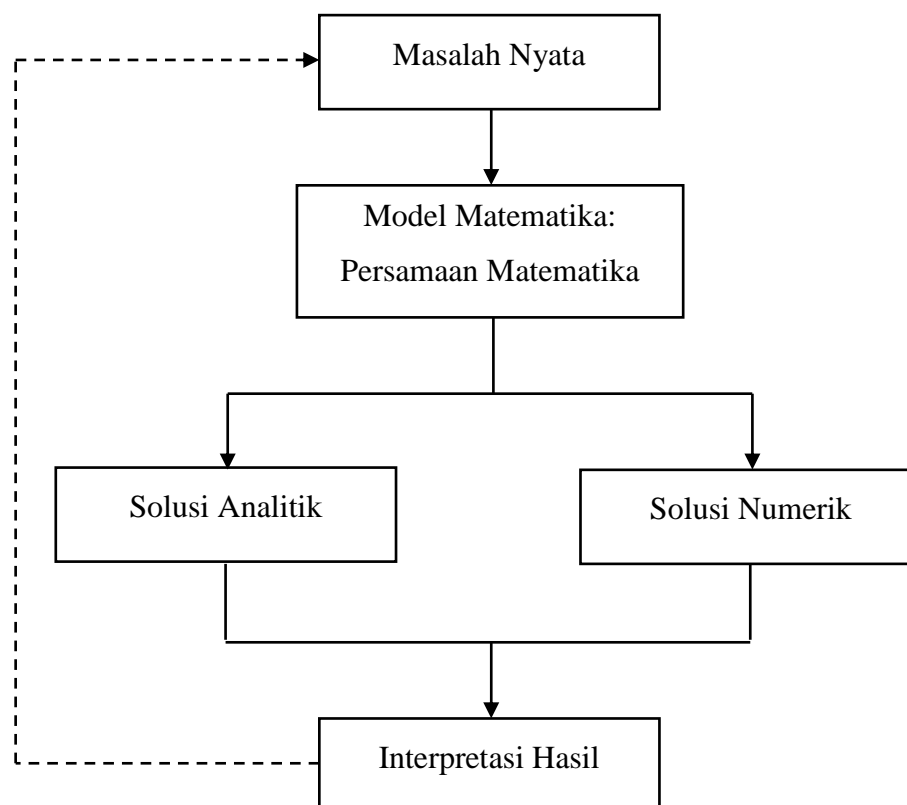 Masalah Nyata
Model Matematika:
Persamaan Matematika
Solusi Analitik
Solusi Numerik
Interpretasi Hasil